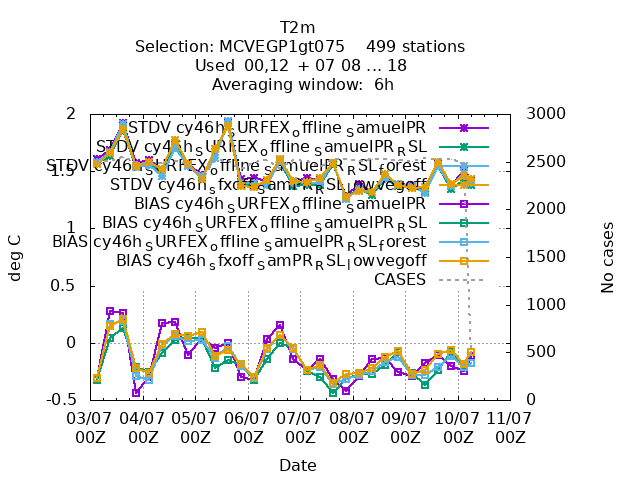 T2m
Selection: MCVEGP1gt075 499 stations
Used 00,12 + 07 08 ... 18
Averaging window: 6h
STDV cy46h_SURFEX_offline_SamuelPR
STDV cy46h_SURFEX_offline_SamuelPR_RSL
STDV cy46h_SURFEX_offline_SamuelPR_RSL_forest
STDV cy46h_sfxoff_SamPR_RSL_lowvegoff
BIAS cy46h_SURFEX_offline_SamuelPR
BIAS cy46h_SURFEX_offline_SamuelPR_RSL
BIAS cy46h_SURFEX_offline_SamuelPR_RSL_forest
BIAS cy46h_sfxoff_SamPR_RSL_lowvegoff
CASES
deg C
2
1.5
1
0.5
0
-0.5
No cases
3000
2500
2000
1500
1000
500
0
03/07 04/07 05/07 06/07 07/07 08/07 09/07 10/07 11/07
00Z 00Z 00Z 00Z 00Z 00Z 00Z 00Z 00Z
Date